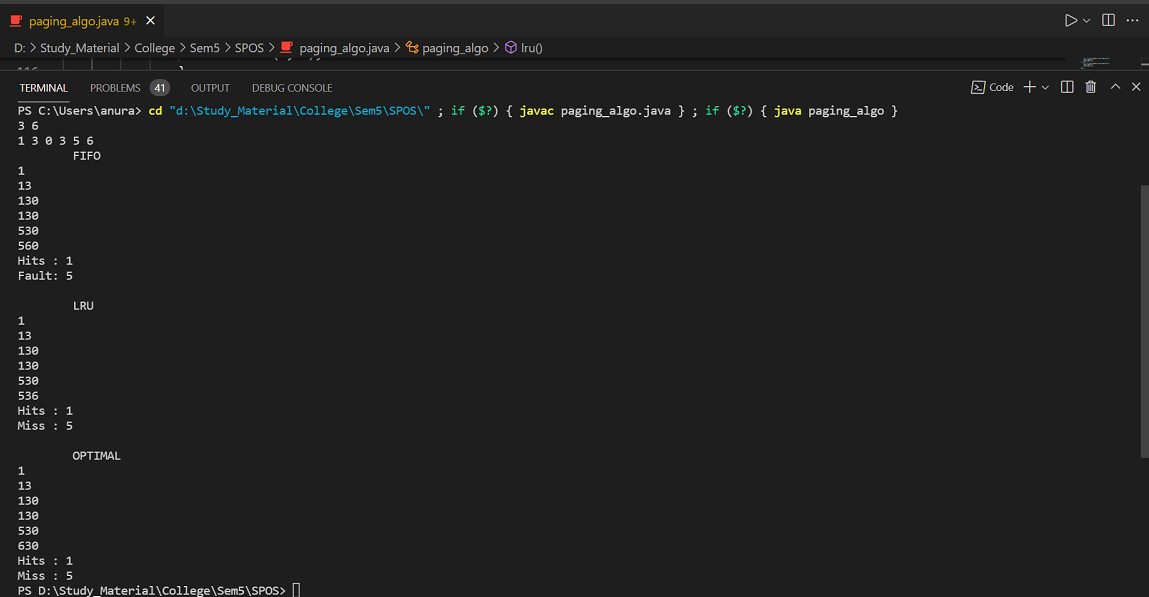 paging_algo.java 9+
D: > Study_Material > College > Sem5 > SPOS > paging_algo.java > paging_algo > lru()
TERMINAL PROBLEMS 41 OUTPUT DEBUG CONSOLE Code
PS C:\Users\anura> cd "d:\Study_Material\College\Sem5\SPOS\" ; if ($?) { javac paging_algo.java } ; if ($?) { java paging_algo }
3 6
1 3 0 3 5 6
FIFO
1
13
130
130
530
560
Hits : 1
Fault: 5
LRU
1
13
130
130
530
536
Hits : 1
Miss : 5
OPTIMAL
1
13
130
130
530
630
Hits : 1
Miss : 5
PS D:\Study_Material\College\Sem5\SPOS>